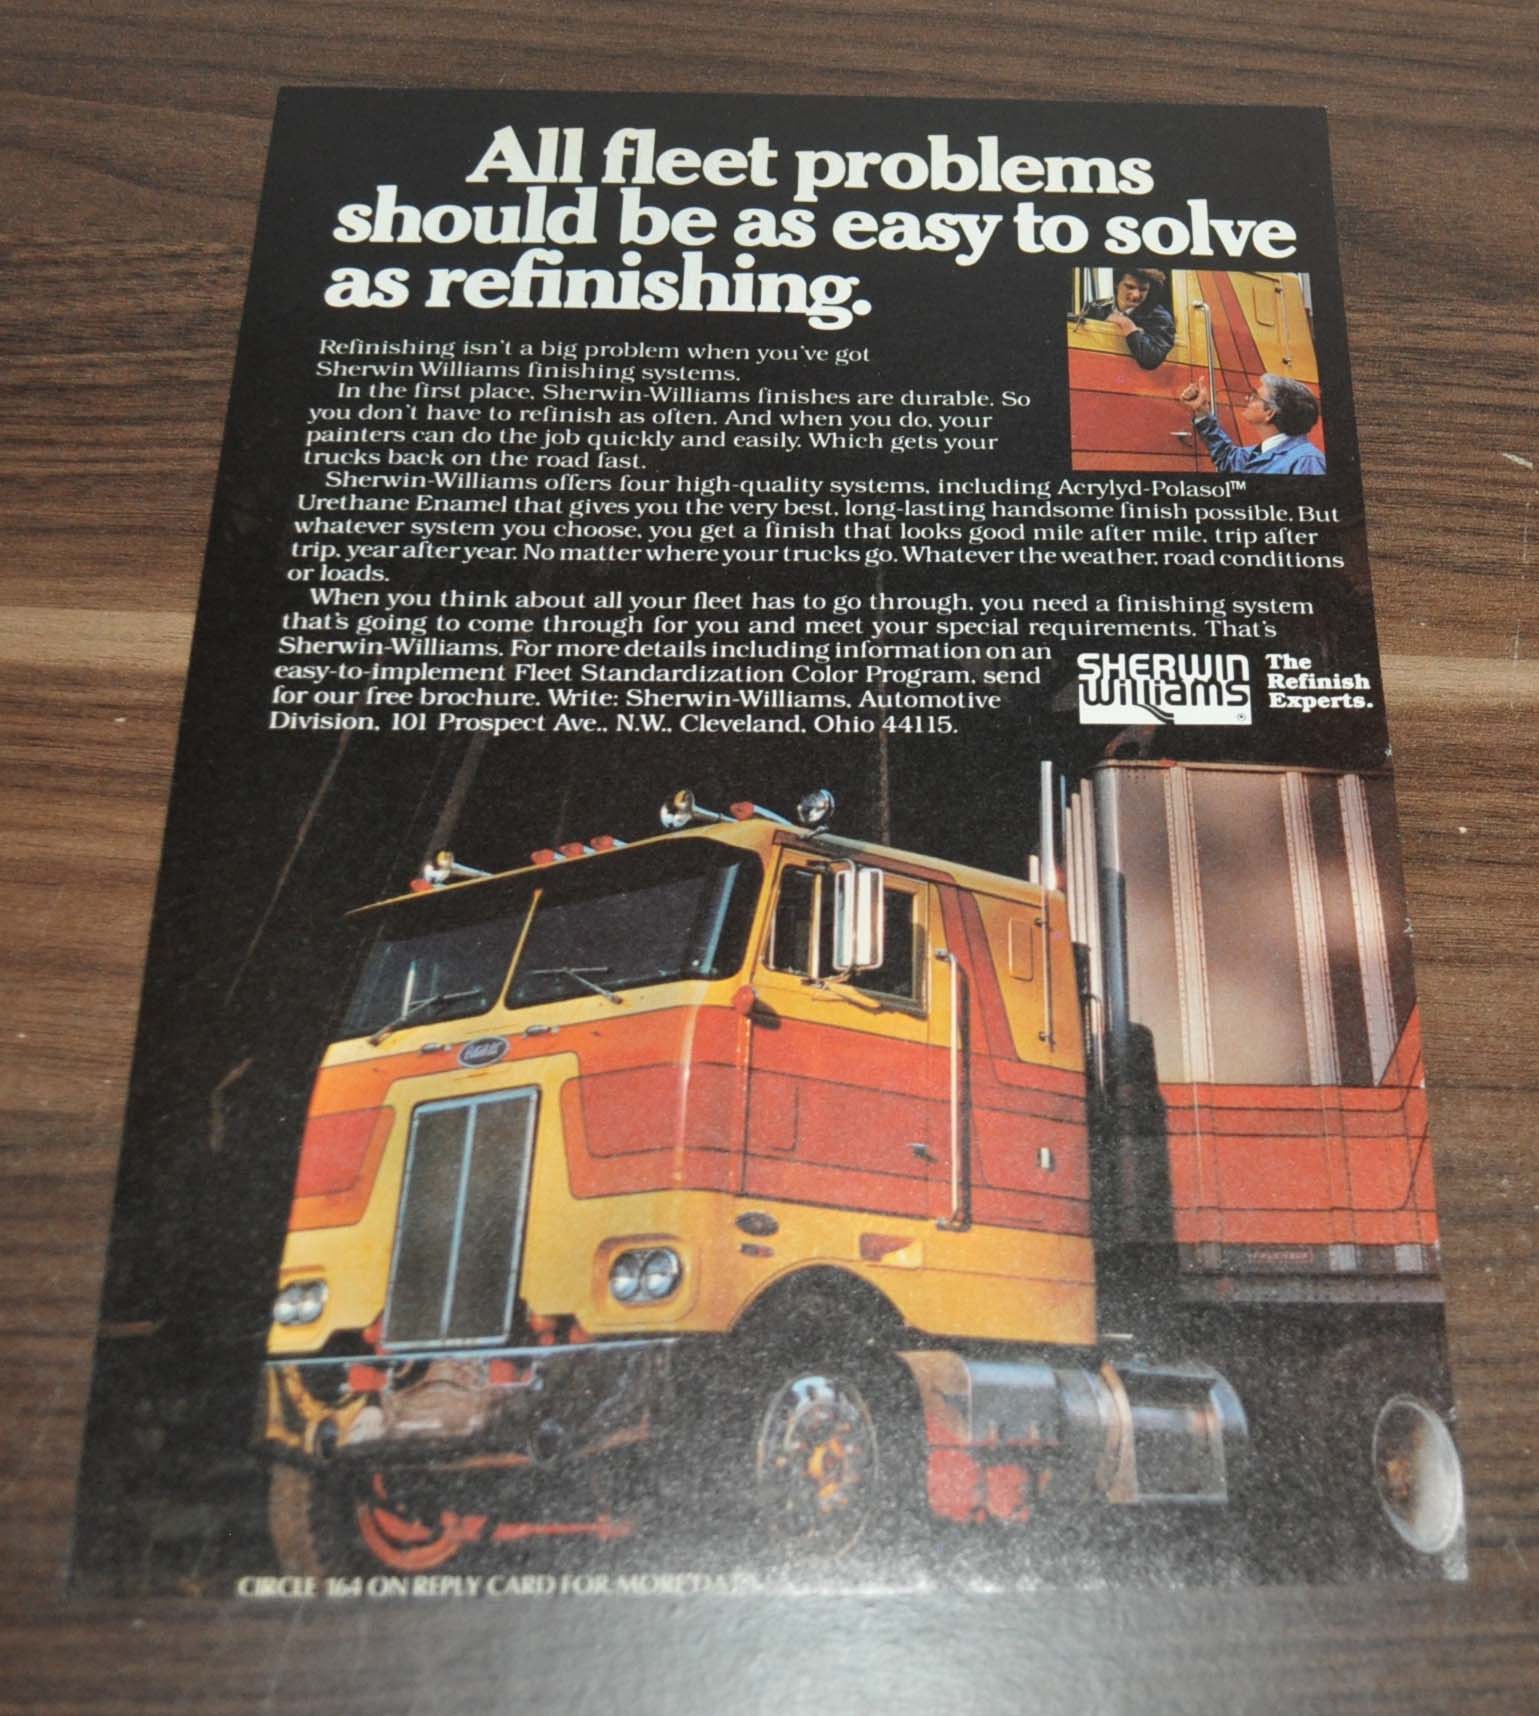 All fleet problems
should be as easy to solve
as refinishing.
Refinishing isn't a big problem when you've got
Sherwin Williams finishing systems.
In the first place, Sherwin-Williams finishes are durable. So
you don't have to refinish as often. And when you do, your
painters can do the job quickly and easily. Which gets your
trucks back on the road fast.
Sherwin-Williams offers four high-quality systems, including Acrylyd-Polasol™
Urethane Enamel that gives you the very best, long-lasting handsome finish possible. But
whatever system you choose, you get a finish that looks good mile after mile, trip after
trip, year after year. No matter where your trucks go. Whatever the weather, road conditions
or loads.
When you think about all your fleet has to go through, you need a finishing system
that's going to come through for you and meet your special requirements. That's
Sherwin-Williams. For more details including information on an
easy-to-implement Fleet Standardization Color Program, send
for our free brochure. Write: Sherwin-Williams, Automotive
Division, 101 Prospect Ave., N.W., Cleveland, Ohio 44115.
SHERWIN
WILLIAMS ®
The
Refinish
Experts.
CIRCLE 164 ON REPLY CARD FOR MORE DATA